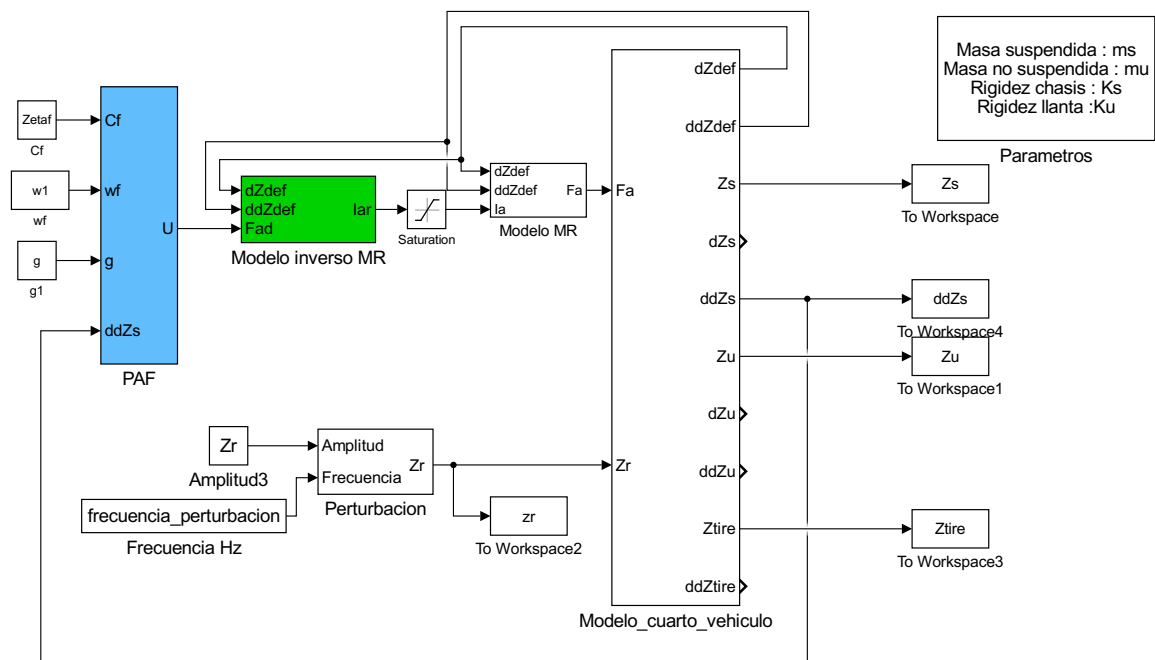 Zetaf
Cf
w1
wf
g
g1
Cf
wf
g
ddZs
U
PAF
dZdef
ddZdef
Fad
Iar
Modelo inverso MR
Saturation
dZdef
ddZdef
Ia
Fa
Modelo MR
Fa
Zr
dZdef
ddZdef
Zs
dZs
ddZs
Zu
dZu
ddZu
Ztire
ddZtire
Modelo_cuarto_vehiculo
Masa suspendida : ms
Masa no suspendida : mu
Rigidez chasis : Ks
Rigidez llanta :Ku
Parametros
Zs
To Workspace
ddZs
To Workspace4
Zu
To Workspace1
Ztire
To Workspace3
Zr
Amplitud3
frecuencia_perturbacion
Frecuencia Hz
Amplitud
Frecuencia
Zr
Perturbacion
zr
To Workspace2